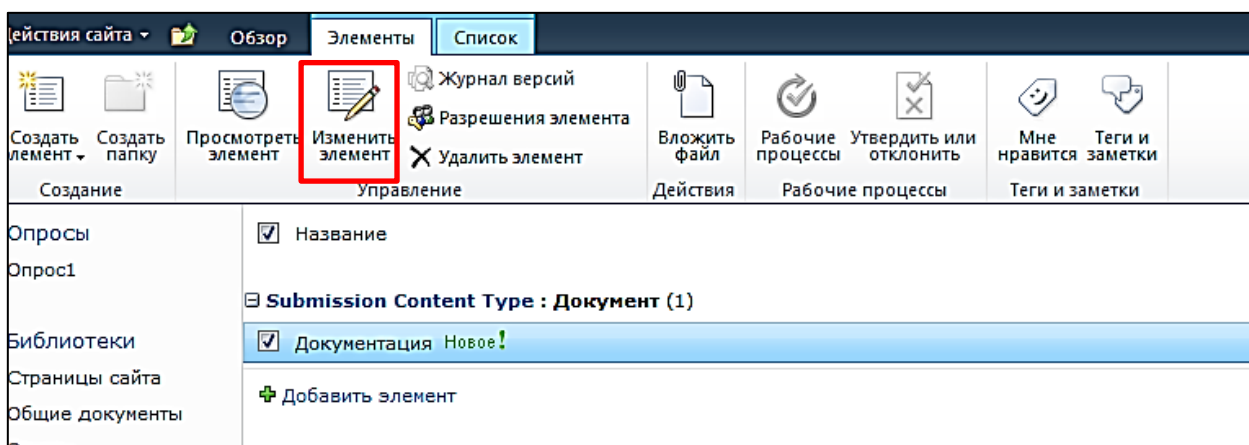 Действия сайта Обзор Элементы Список
Создать элемент
Создать папку
Просмотреть элемент
Изменить элемент
Журнал версий
Разрешения элемента
Удалить элемент
Вложить файл
Рабочие процессы
Утвердить или отклонить
Мне нравится
Теги и заметки
Создание Управление Действия Рабочие процессы Теги и заметки
Опросы
Опрос1
Библиотеки
Страницы сайта
Общие документы
Название
Submission Content Type : Документ (1)
Документация Новое!
Добавить элемент